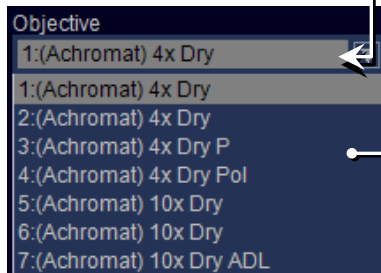 Objective
1:(Achromat) 4x Dry
1:(Achromat) 4x Dry
2:(Achromat) 4x Dry
3:(Achromat) 4x Dry P
4:(Achromat) 4x Dry Pol
5:(Achromat) 10x Dry
6:(Achromat) 10x Dry
7:(Achromat) 10x Dry ADL